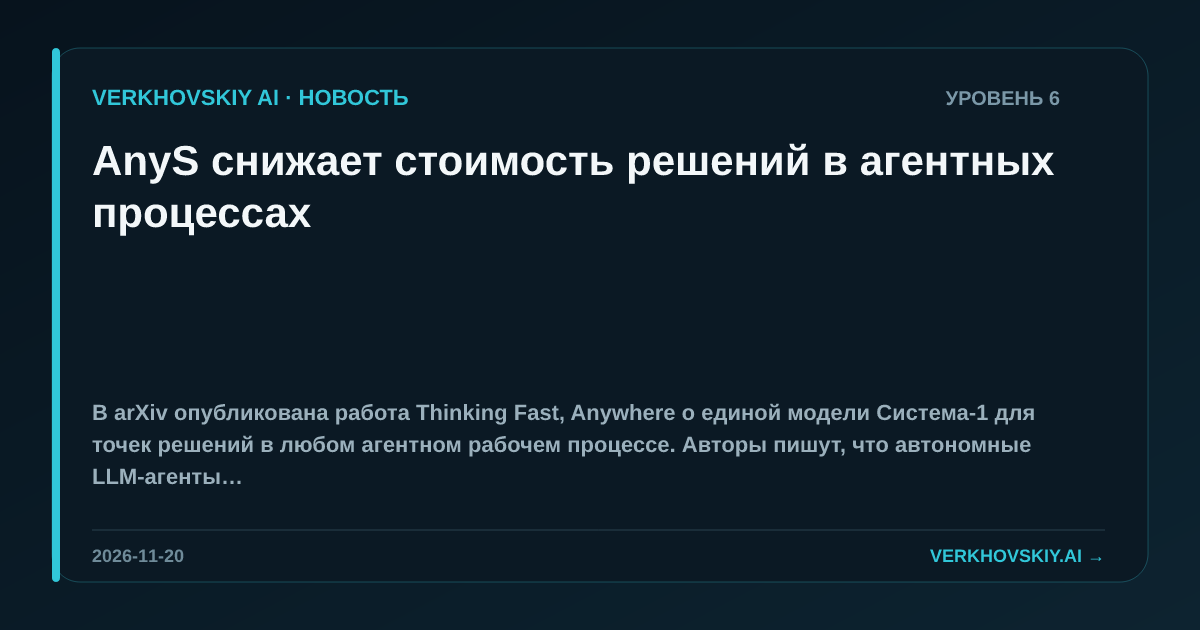 VERKHOVSKIY AI · НОВОСТЬ
УРОВЕНЬ 6
AnyS снижает стоимость решений в агентных
процессах
В arXiv опубликована работа Thinking Fast, Anywhere о единой модели Система-1 для
точек решений в любом агентном рабочем процессе. Авторы пишут, что автономные
LLM-агенты…
2026-11-20
VERKHOVSKIY.AI →